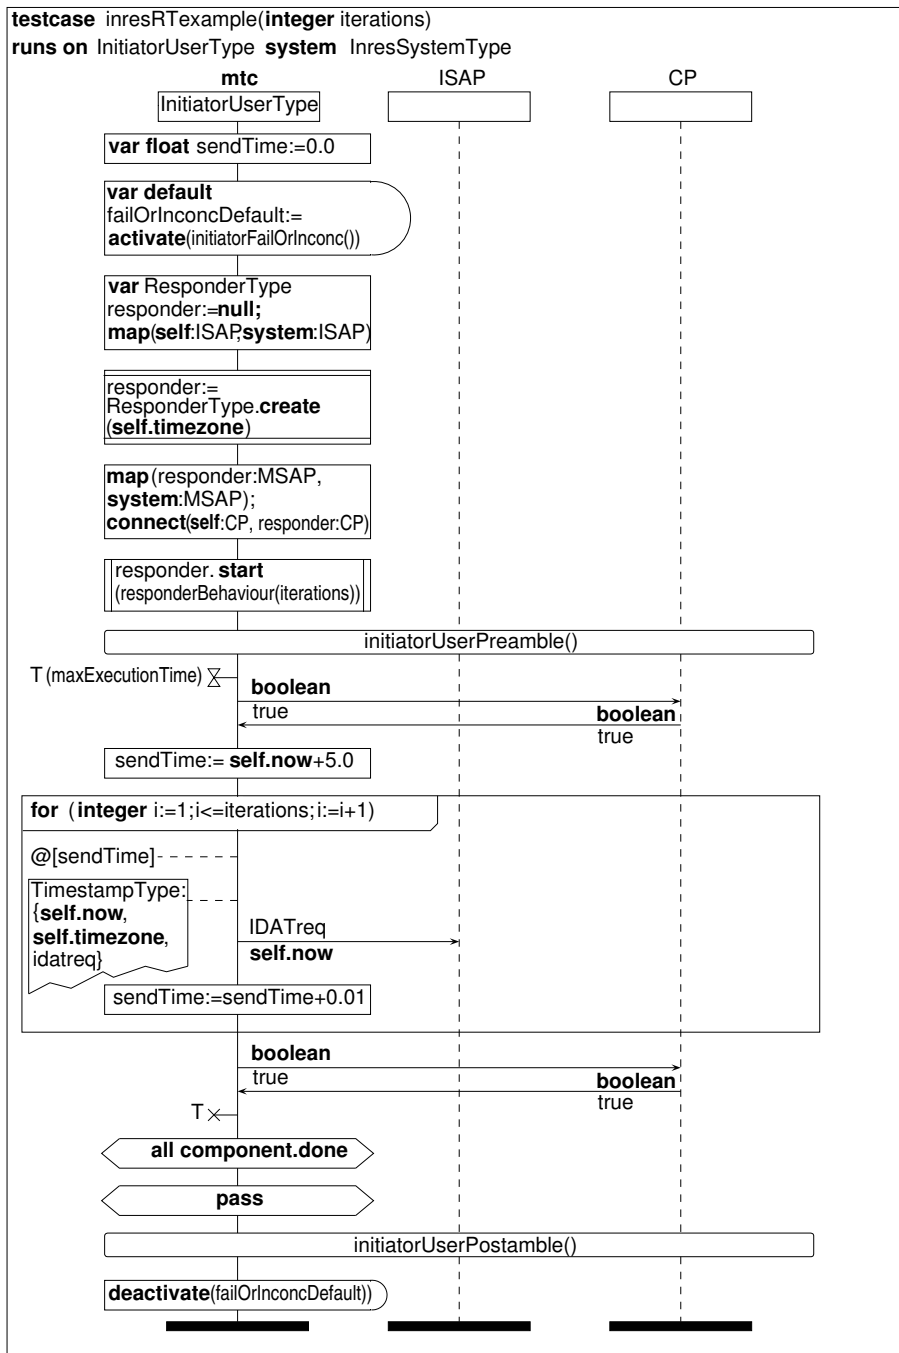 testcase inresRTexample(integer iterations)
runs on InitiatorUserType system InresSystemType
mtc ISAP CP
InitiatorUserType
var float sendTime:=0.0
var default
failOrInconcDefault:=
activate(initiatorFailOrInconc())
var ResponderType
responder:=null;
map(self:ISAP,system:ISAP)
responder:=
ResponderType.create
(self.timezone)
map(responder:MSAP,
system:MSAP);
connect(self:CP, responder:CP)
responder. start
(responderBehaviour(iterations))
initiatorUserPreamble()
T (maxExecutionTime)
boolean
true
boolean
true
sendTime:= self.now+5.0
for (integer i:=1;i<=iterations;i:=i+1)
@[sendTime]
TimestampType:
{self.now,
self.timezone,
idatreq}
IDATreq
self.now
sendTime:=sendTime+0.01
boolean
true
boolean
true
T
all component.done
pass
initiatorUserPostamble()
deactivate(failOrInconcDefault))